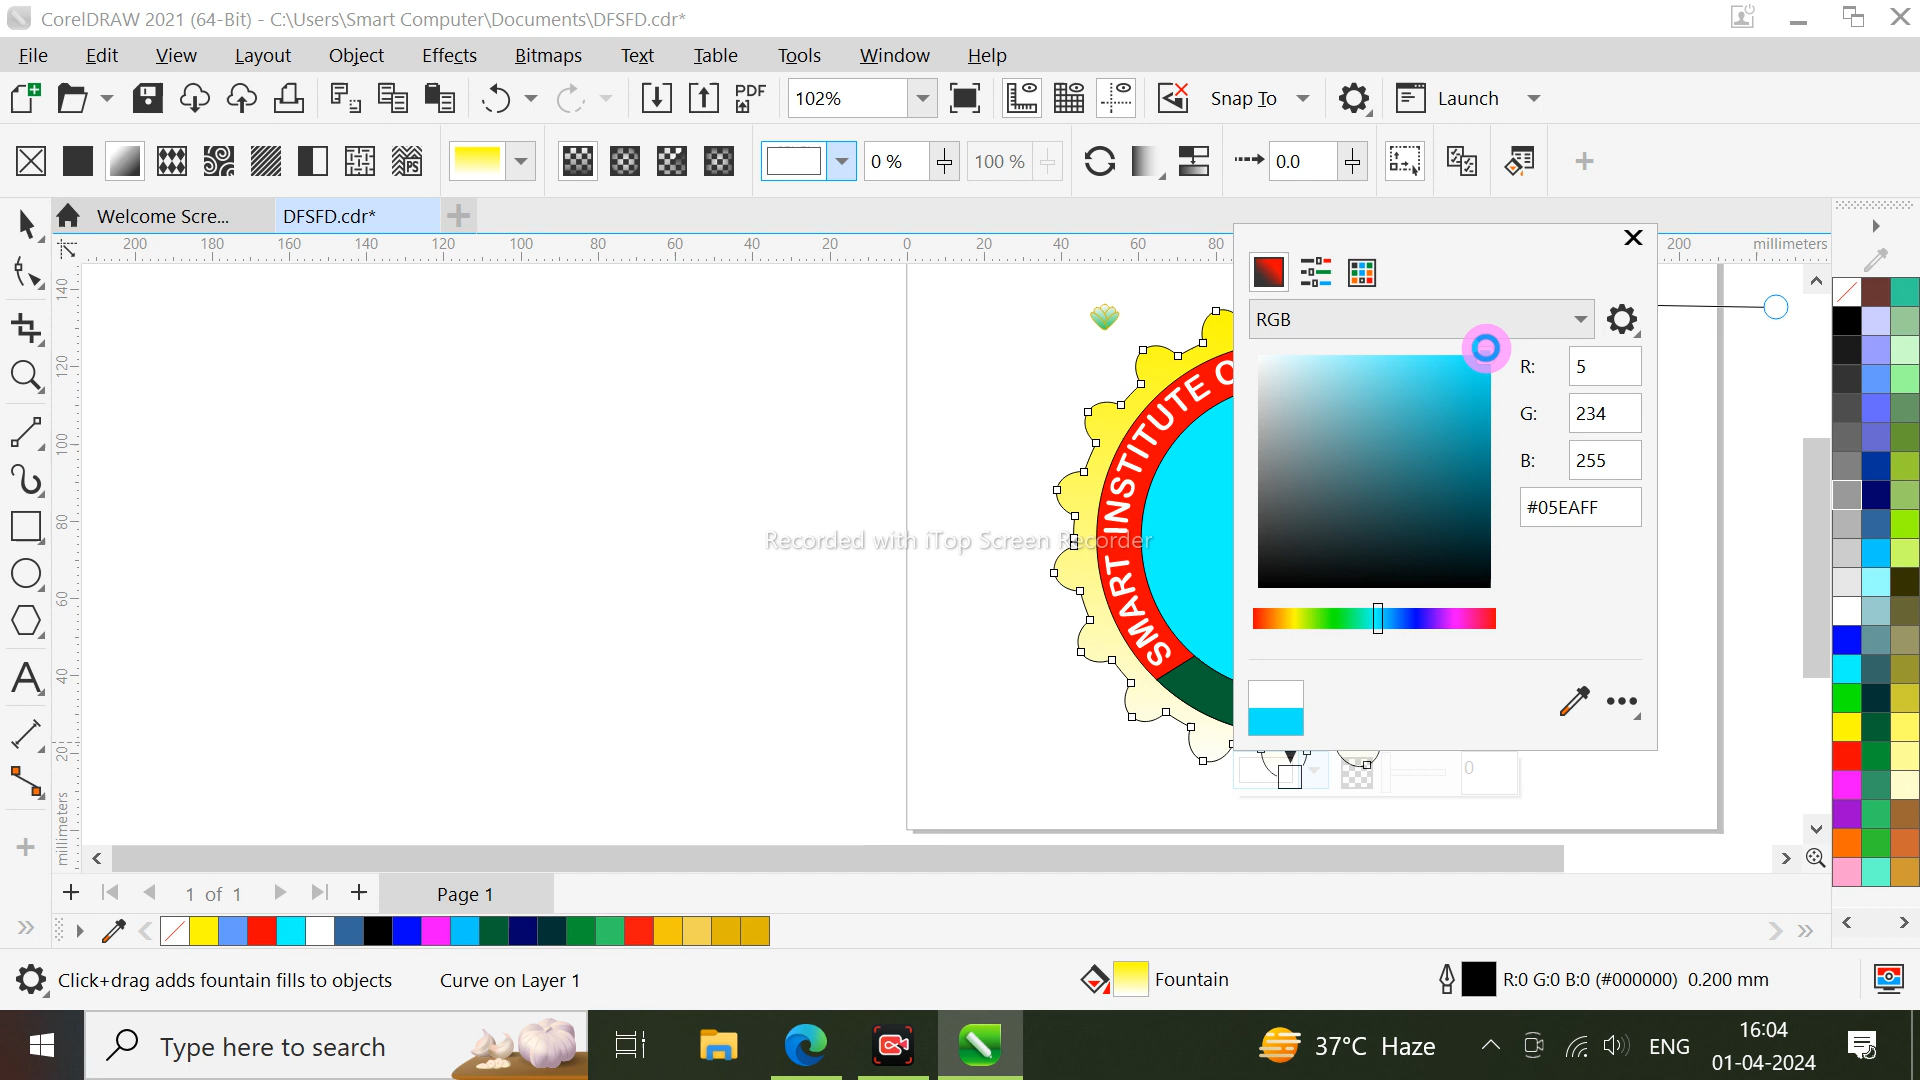 CorelDRAW 2021 (64-Bit) - C:\Users\Smart Computer\Documents\DFSFD.cdr*
File Edit View Layout Object Effects Bitmaps Text Table Tools Window Help
PDF 102% Snap To Launch
PS 0 % 100 % 0.0
Welcome Scre... DFSFD.cdr*
200 180 160 140 120 100 80 60 40 20 0 20 40 60 80 200 millimeters
140
120
100
80
60
40
20
millimeters
SMART INSTITUTE O
RGB
R: 5
G: 234
B: 255
#05EAFF
0
Recorded with iTop Screen Recorder
1 of 1 Page 1
Click+drag adds fountain fills to objects Curve on Layer 1 Fountain R:0 G:0 B:0 (#000000) 0.200 mm
Type here to search 37°C Haze ENG 16:04
01-04-2024